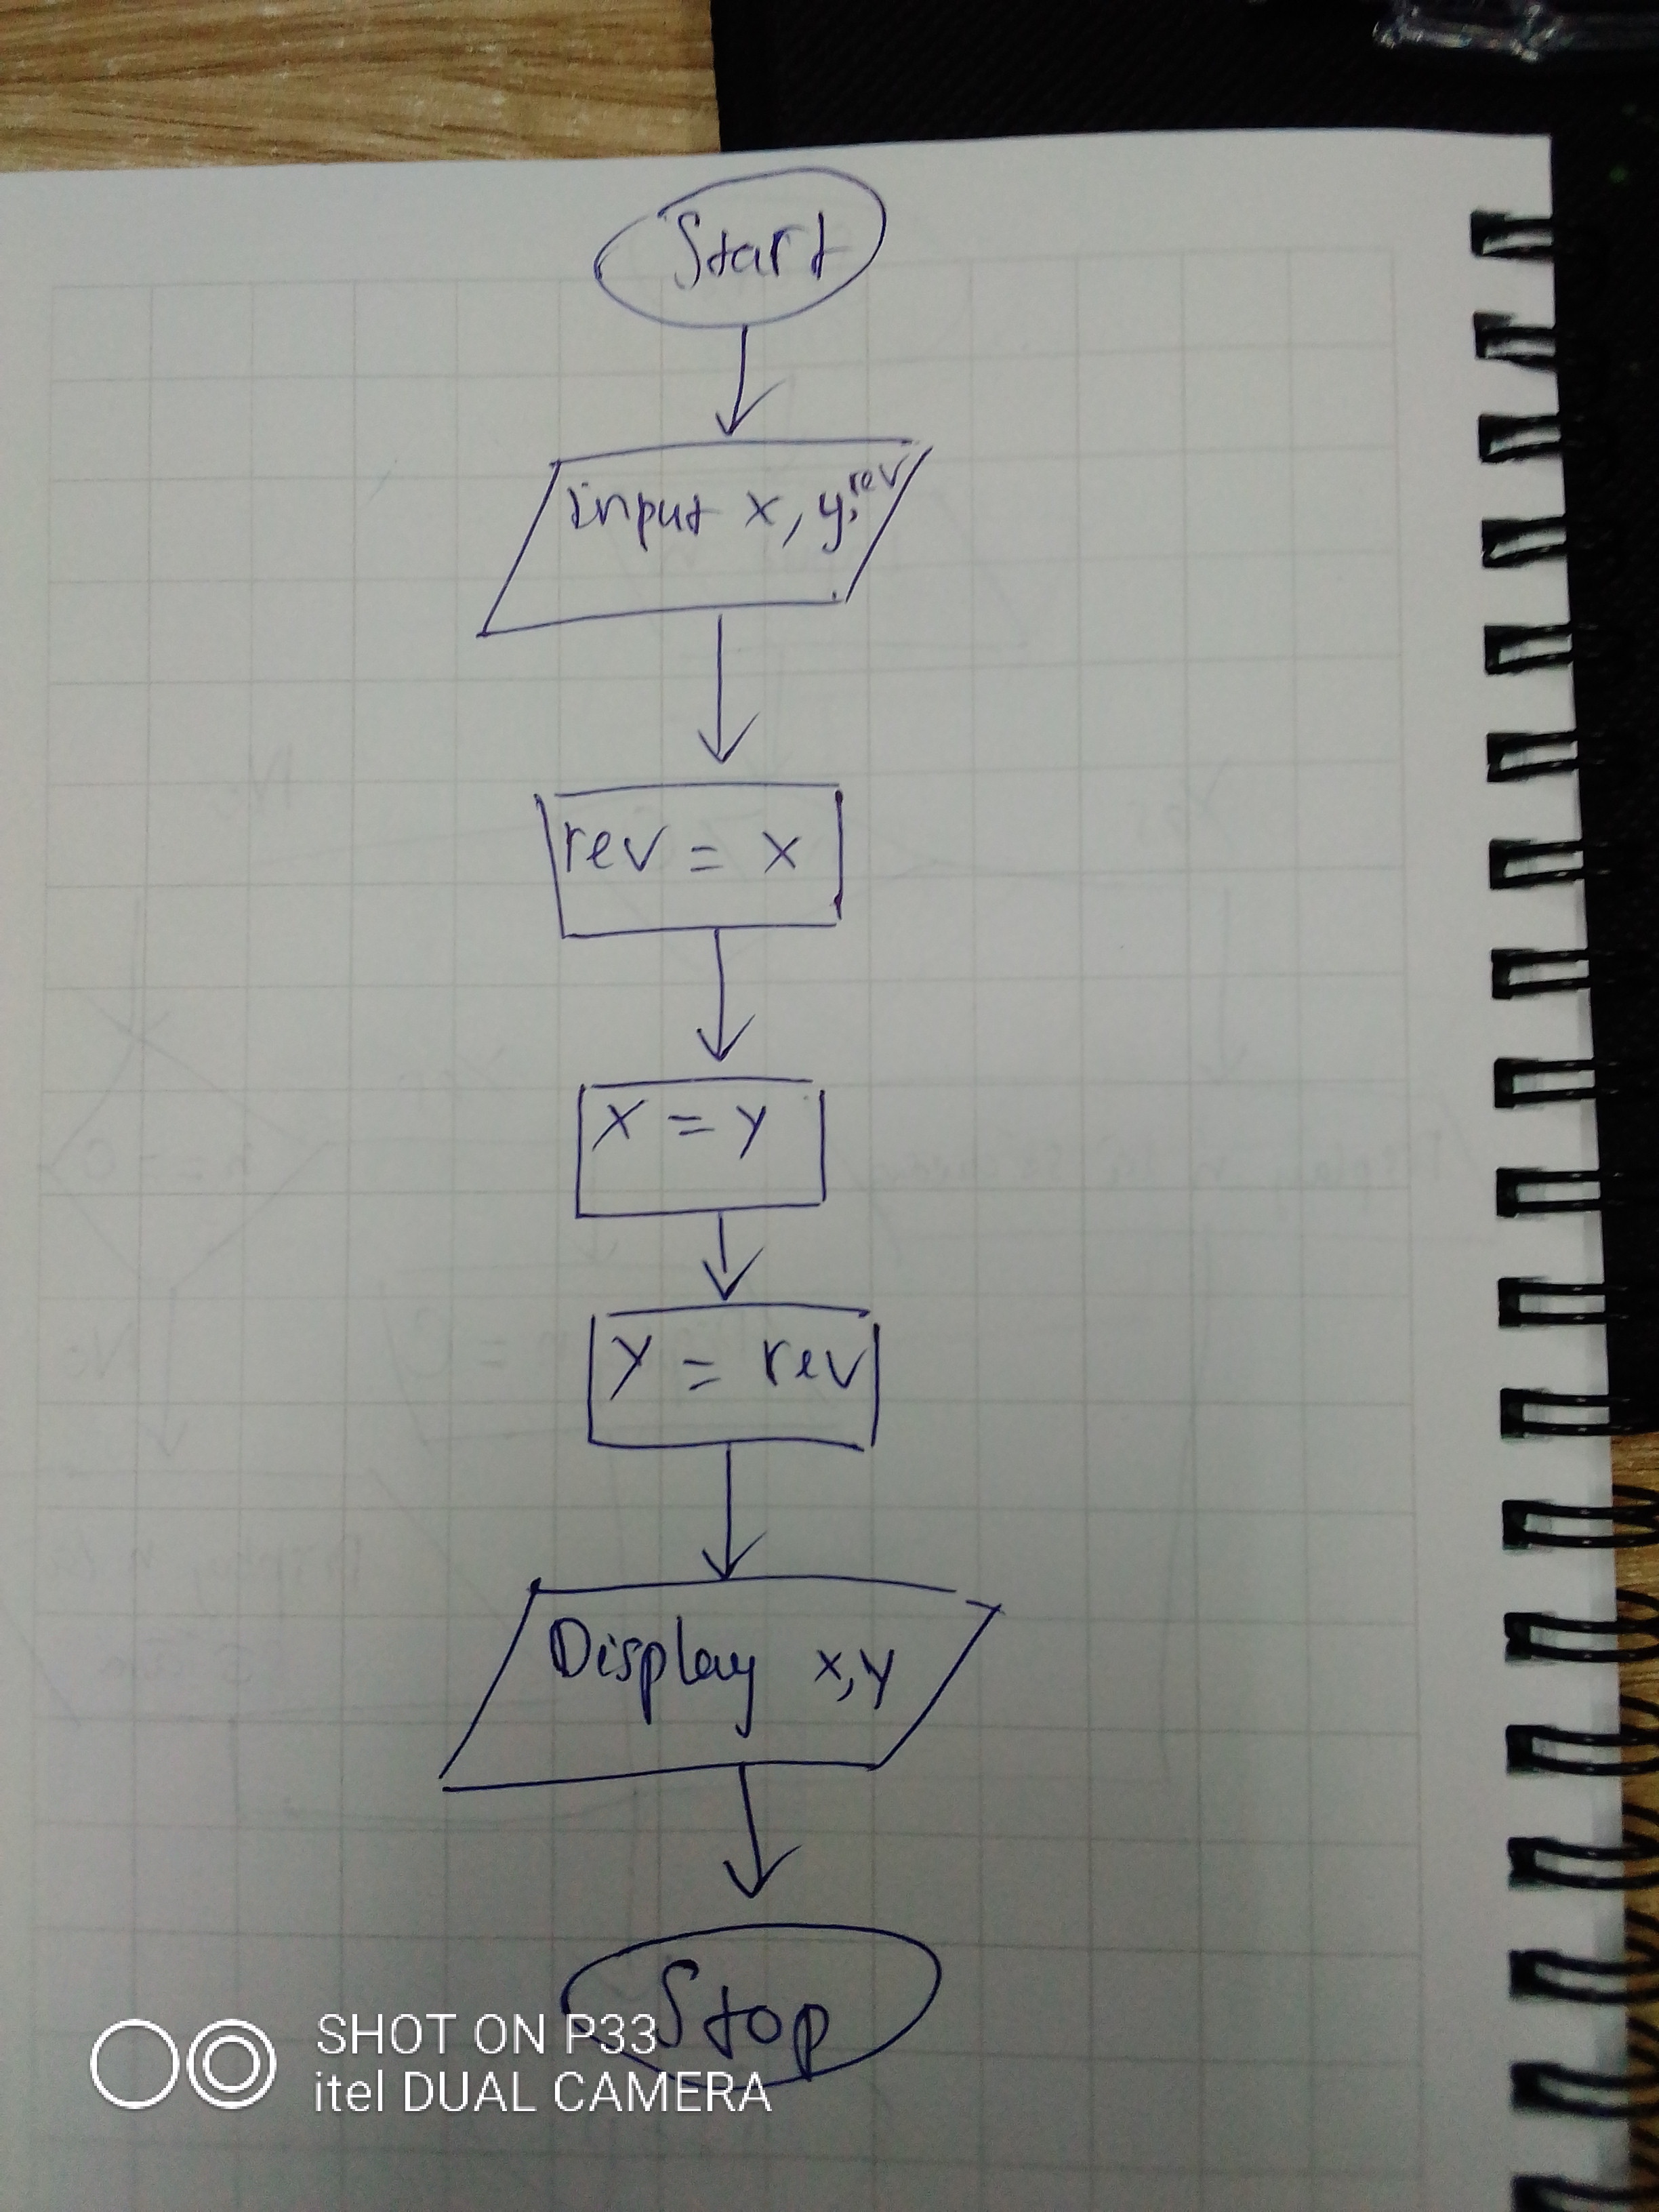 Start
input x, y, rev
rev = x
x = y
y = rev
Display x,y
Stop
SHOT ON P33
itel DUAL CAMERA